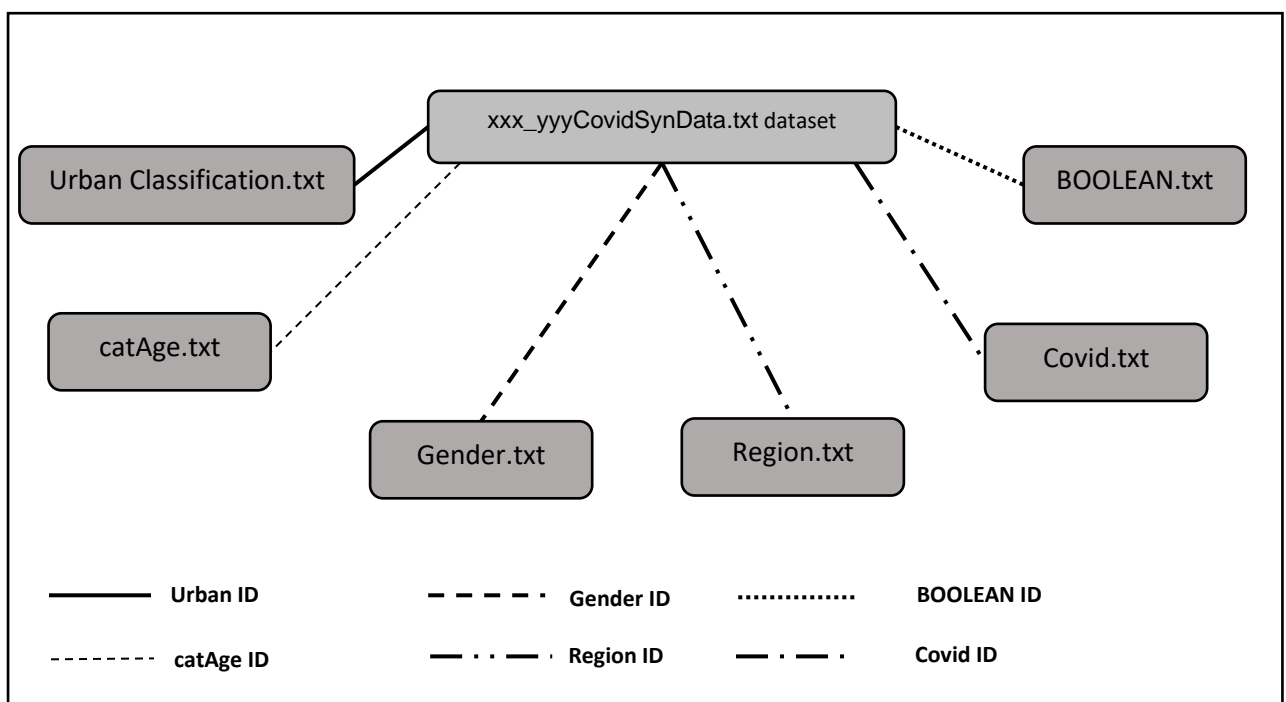 xxx_yyyCovidSynData.txt dataset
Urban Classification.txt
BOOLEAN.txt
catAge.txt
Covid.txt
Gender.txt
Region.txt
Urban ID
Gender ID
BOOLEAN ID
catAge ID
Region ID
Covid ID